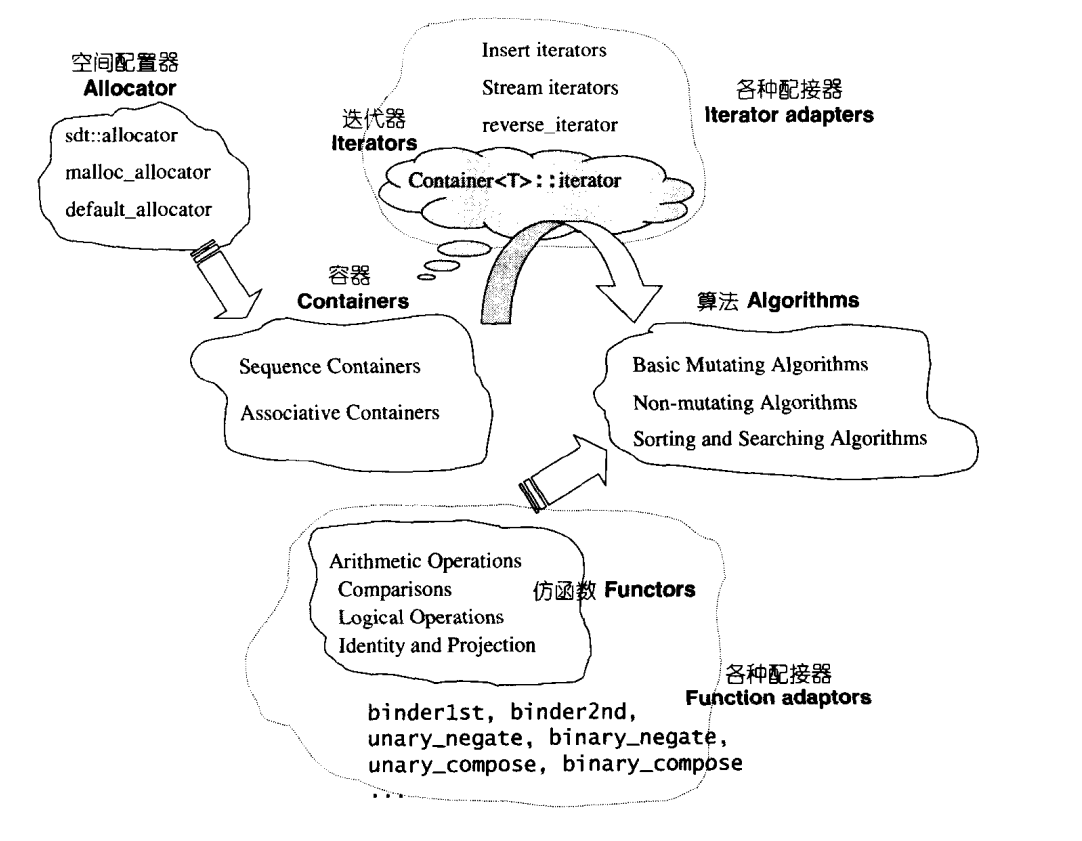 空间配置器
Allocator
sdt::allocator
malloc_allocator
default_allocator
Insert iterators
Stream iterators
reverse_iterator
各种配接器
Iterator adapters
迭代器
Iterators
Container<T>::iterator
容器
Containers
Sequence Containers
Associative Containers
算法 Algorithms
Basic Mutating Algorithms
Non-mutating Algorithms
Sorting and Searching Algorithms
Arithmetic Operations
Comparisons
Logical Operations
Identity and Projection
仿函数 Functors
各种配接器
Function adaptors
binder1st, binder2nd,
unary_negate, binary_negate,
unary_compose, binary_compose
...